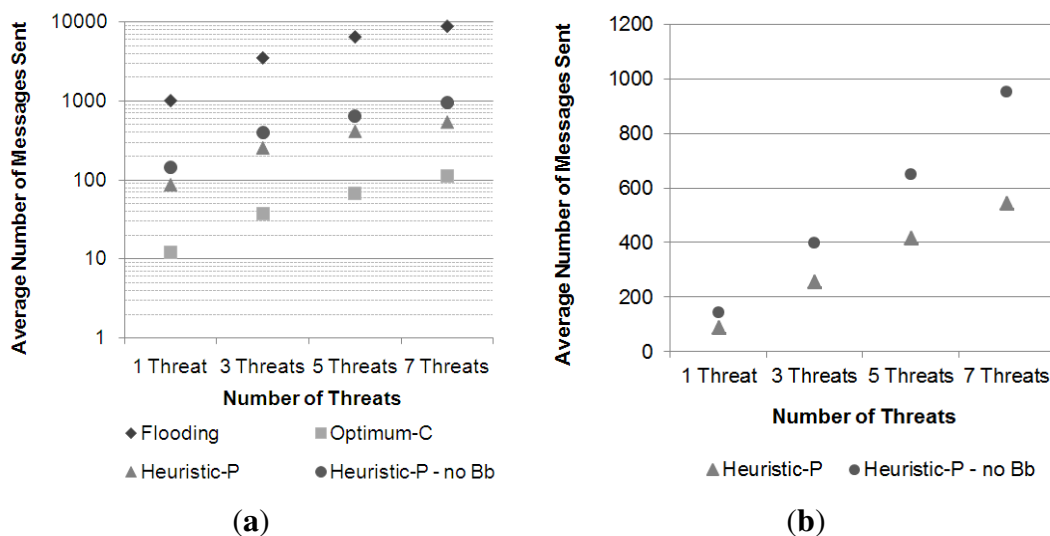 Average Number of Messages Sent
10000
1000
100
10
1
1 Threat 3 Threats 5 Threats 7 Threats
Number of Threats
Flooding Optimum-C
Heuristic-P Heuristic-P - no Bb
(a)
Average Number of Messages Sent
1200
1000
800
600
400
200
0
1 Threat 3 Threats 5 Threats 7 Threats
Number of Threats
Heuristic-P Heuristic-P - no Bb
(b)